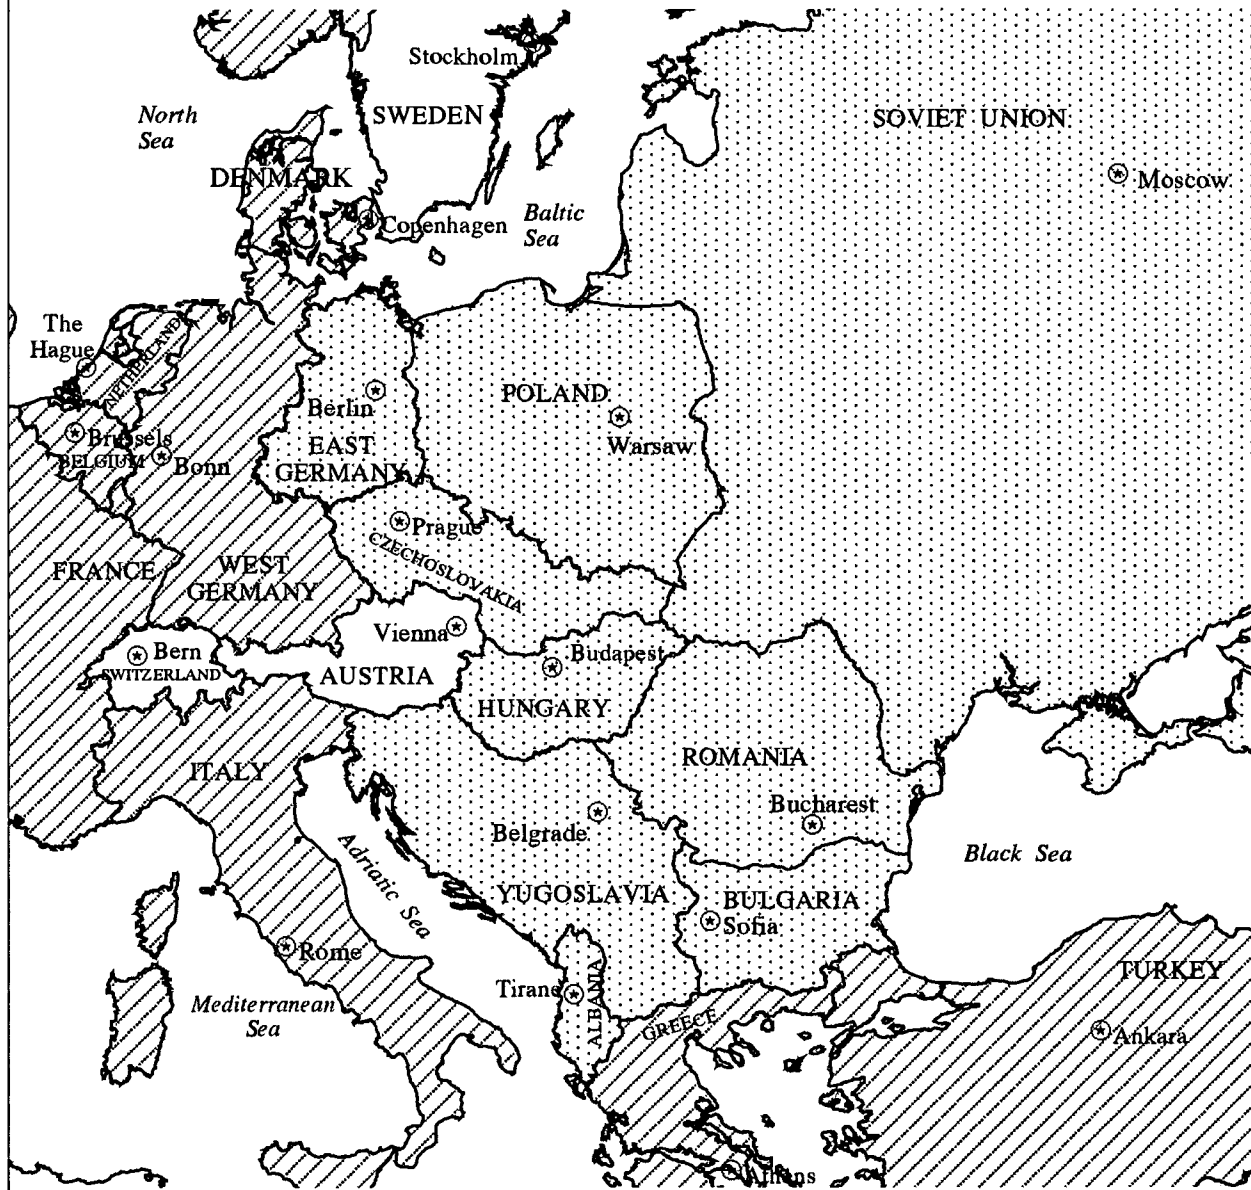 Stockholm
North
Sea
SWEDEN
SOVIET UNION
DENMARK
Moscow
Copenhagen
Baltic
Sea
The
Hague
NETHERLAND
POLAND
Berlin
Warsaw
Brussels
BELGIUM
Bonn
EAST
GERMANY
Prague
CZECHOSLOVAKIA
FRANCE
WEST
GERMANY
Vienna
Bern
SWITZERLAND
Budapest
AUSTRIA
HUNGARY
ITALY
ROMANIA
Bucharest
Belgrade
Adriatic Sea
Black Sea
YUGOSLAVIA
BULGARIA
Sofia
Rome
TURKEY
Tirane
ALBANIA
Mediterranean
Sea
GREECE
Ankara
Athens